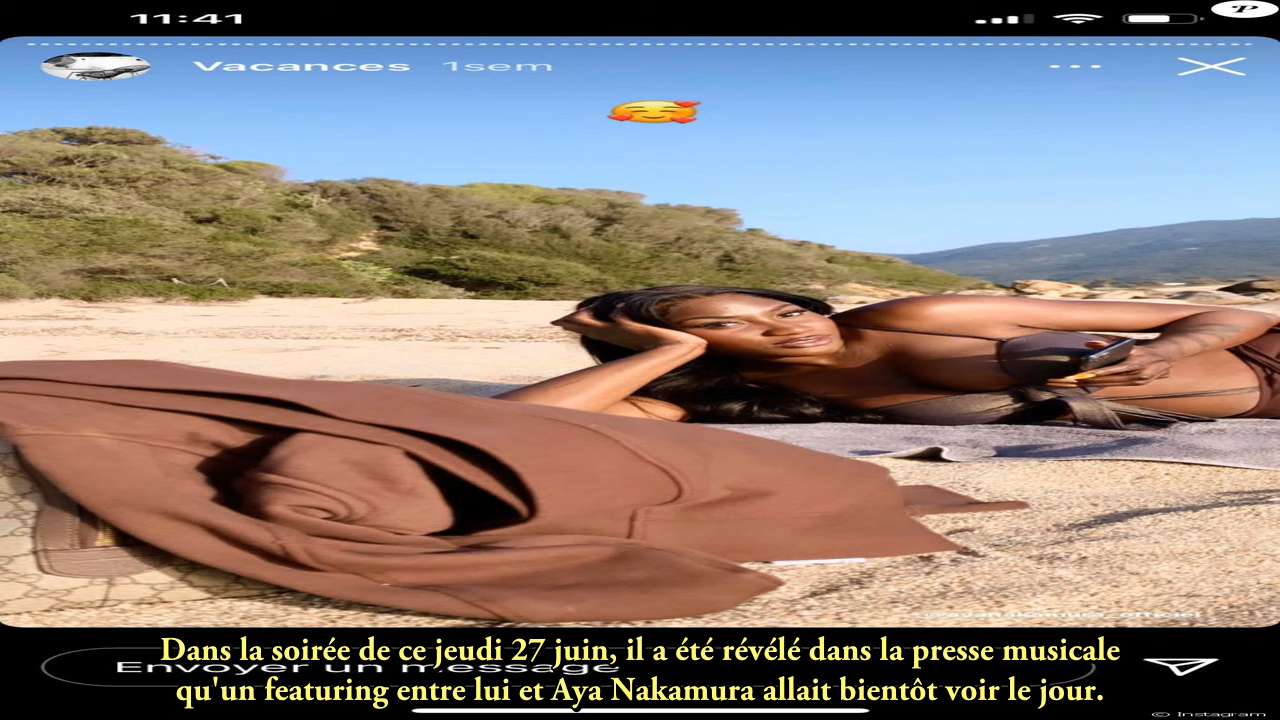 11:41
P
Vacances 1sem
Dans la soirée de ce jeudi 27 juin, il a été révélé dans la presse musicale
Envoyer un message
qu'un featuring entre lui et Aya Nakamura allait bientôt voir le jour.
© Instagram